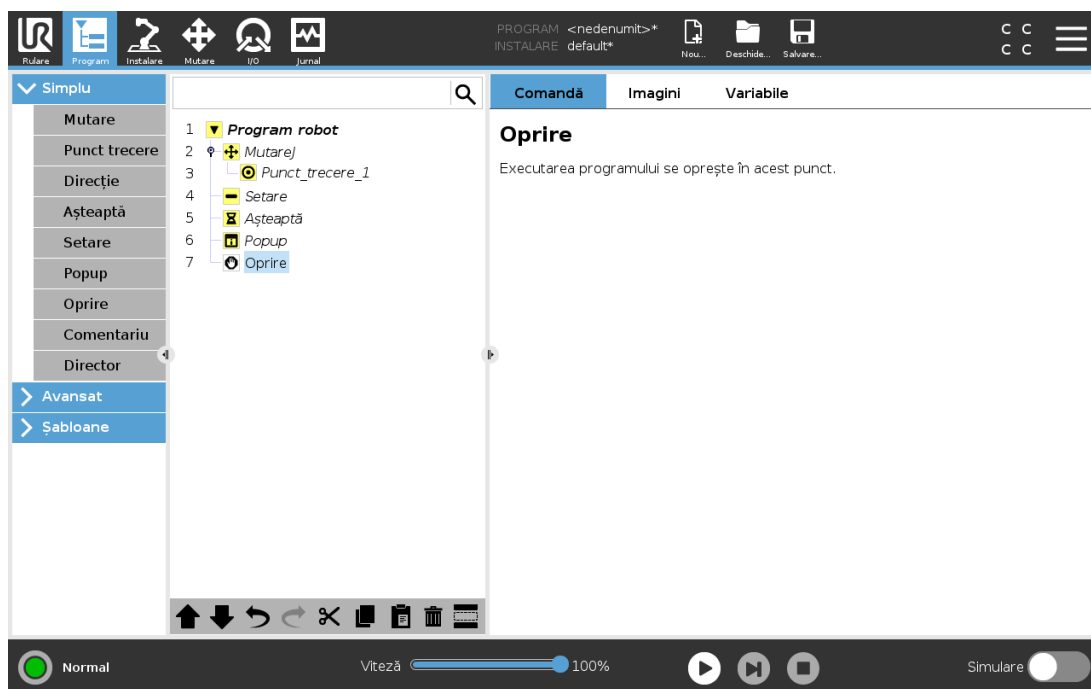 UR
Rulare
Program
Instalare
Mutare
I/O
Jurnal
PROGRAM <nedenumit>*
INSTALARE default*
Nou...
Deschide...
Salvare...
C C
C C
Simplu
Mutare
Punct trecere
Direcție
Așteaptă
Setare
Popup
Oprire
Comentariu
Director
Avansat
Șabloane
1 Program robot
2 MutareJ
3 Punct_trecere_1
4 Setare
5 Așteaptă
6 Popup
7 Oprire
Comandă
Imagini
Variabile
Oprire
Executarea programului se oprește în acest punct.
Normal
Viteză
100%
Simulare